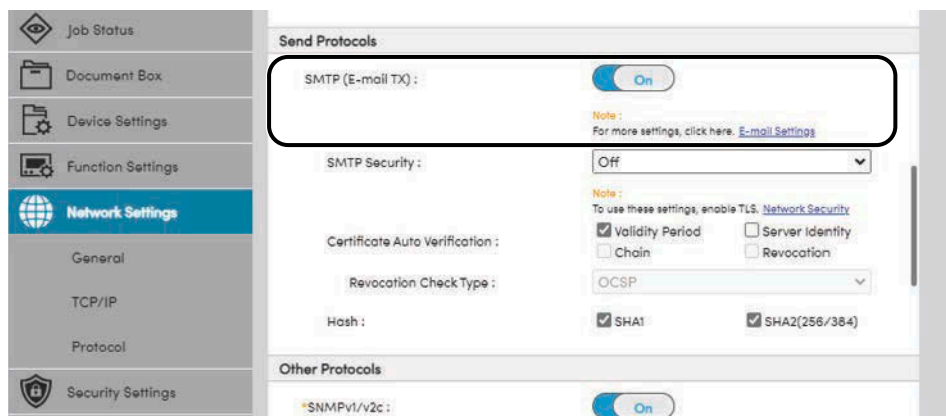 Job Status
Document Box
Device Settings
Function Settings
Network Settings
General
TCP/IP
Protocol
Security Settings
Send Protocols
SMTP (E-mail TX) :
On
Note :
For more settings, click here. E-mail Settings
SMTP Security :
Off
Note :
To use these settings, enable TLS. Network Security
Certificate Auto Verification :
Validity Period
Server Identity
Chain
Revocation
Revocation Check Type :
OCSP
Hash :
SHA1
SHA2(256/384)
Other Protocols
*SNMPv1/v2c :
On